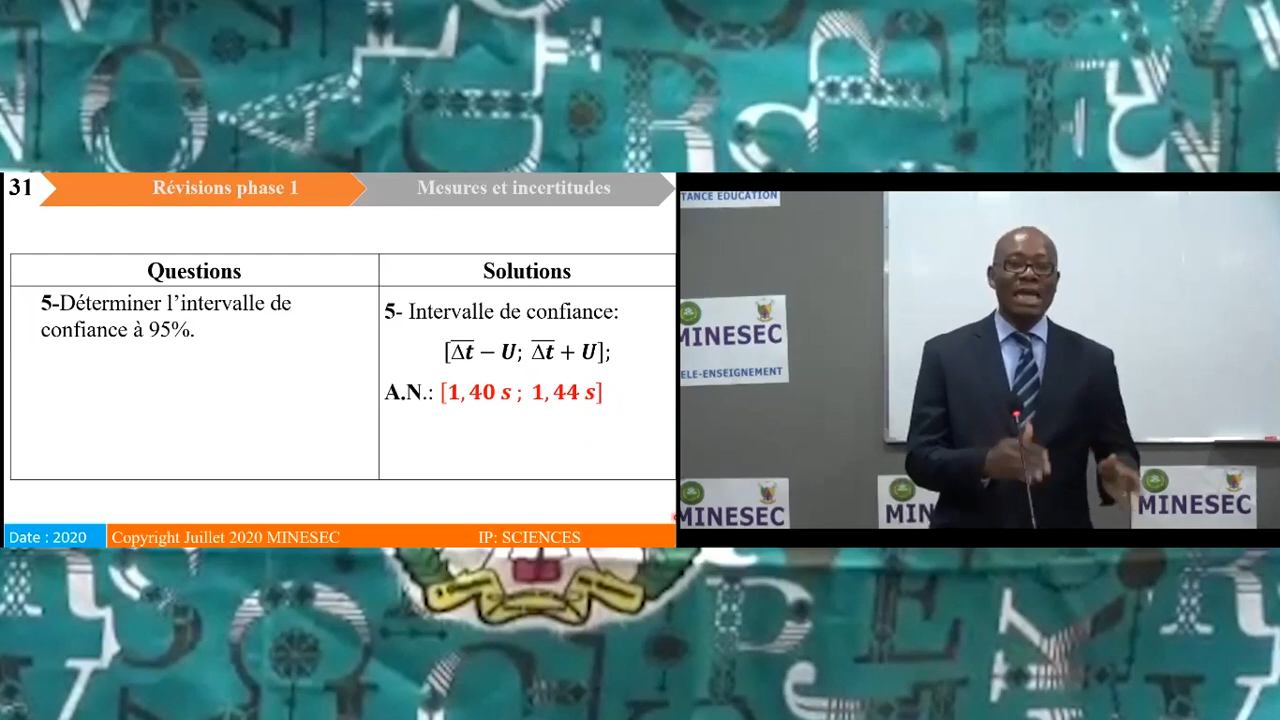 31
Révisions phase 1
Mesures et incertitudes
Questions
Solutions
5-Déterminer l’intervalle de
confiance à 95%.
5- Intervalle de confiance:
[Δt̅ − U; Δt̅ + U];
A.N.: [1, 40 s ; 1, 44 s]
Date : 2020
Copyright Juillet 2020 MINESEC
IP: SCIENCES
TANCE EDUCATION
MINESEC
ELE-ENSEIGNEMENT
MINESEC
MIN
MINESEC